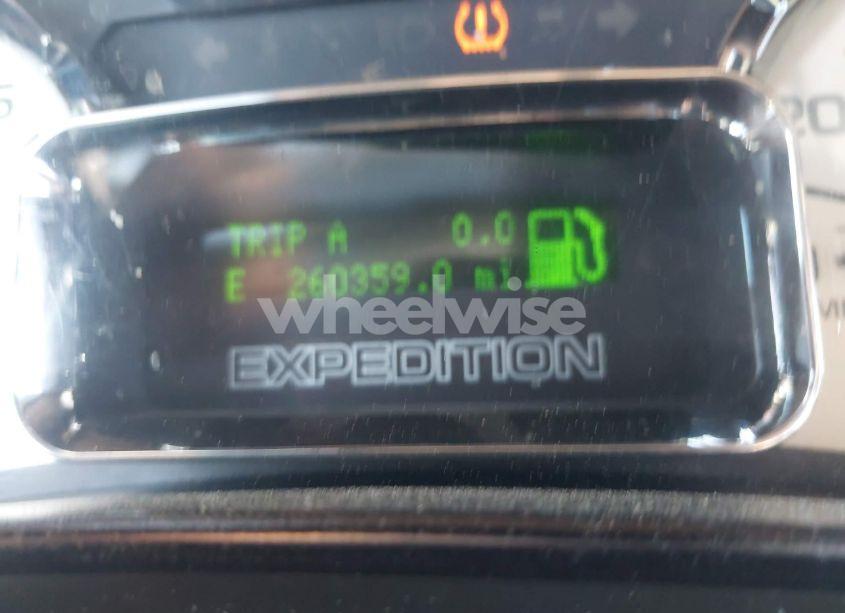 TRIP A 0.0
E 260359.0 mi
wheelwise
EXPEDITION